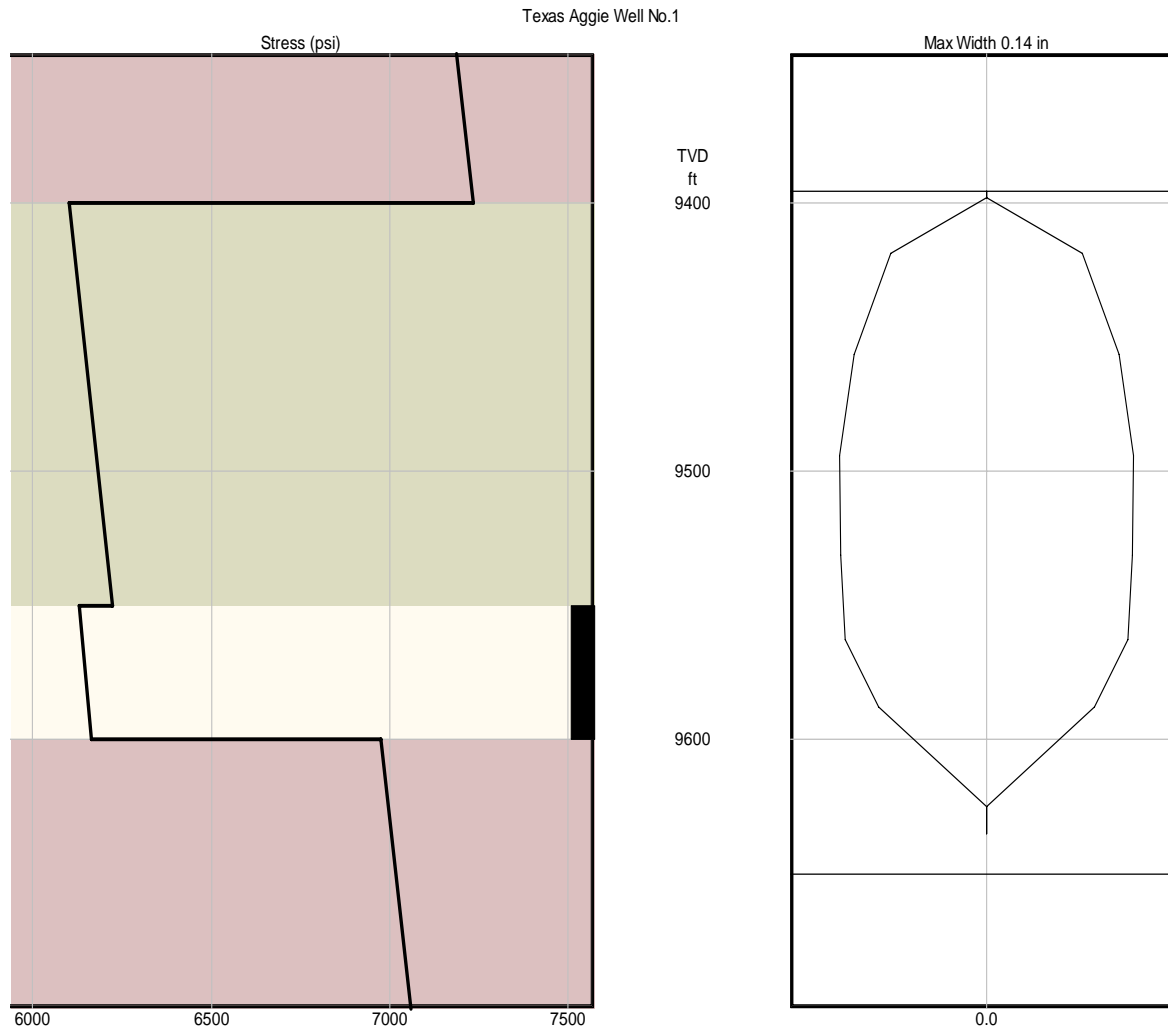 Texas Aggie Well No.1
Stress (psi)
Max Width 0.14 in
TVD
ft
9400
9500
9600
6000 6500 7000 7500
0.0